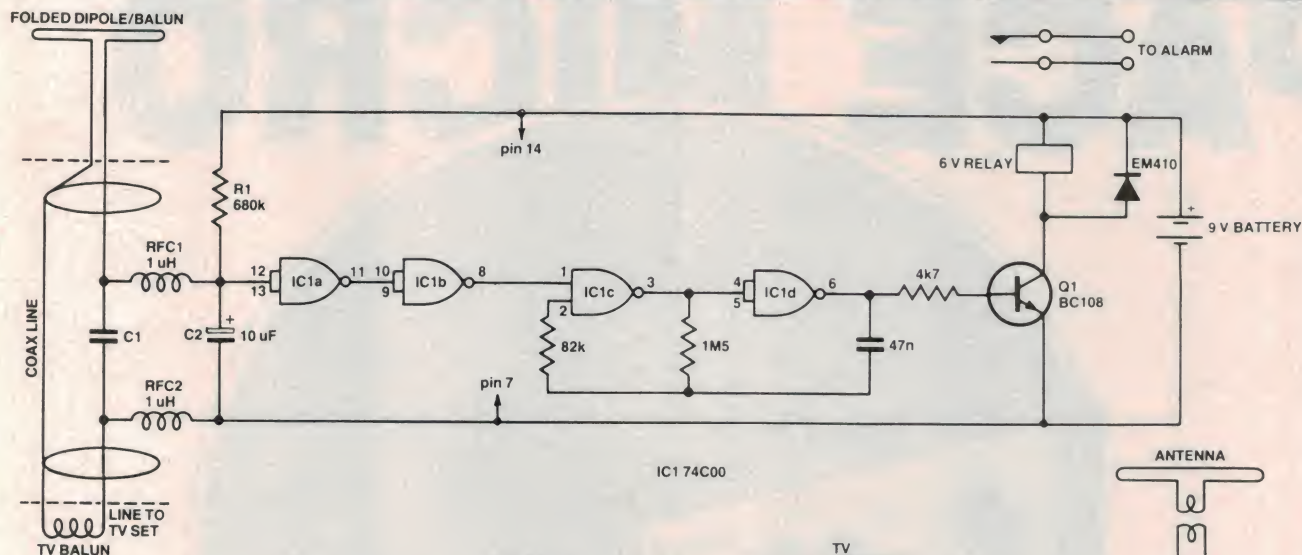 FOLDED DIPOLE/BALUN
TO ALARM
pin 14
R1
680k
6 V RELAY
EM410
+
9 V BATTERY
RFC1
1 uH
12
13
IC1a
11
10
9
IC1b
8
1
2
IC1c
3
4
5
IC1d
6
4k7
Q1
BC108
COAX LINE
C1
C2
+
10 uF
82k
1M5
47n
RFC2
1 uH
pin 7
IC1 74C00
ANTENNA
LINE TO
TV SET
TV BALUN
TV